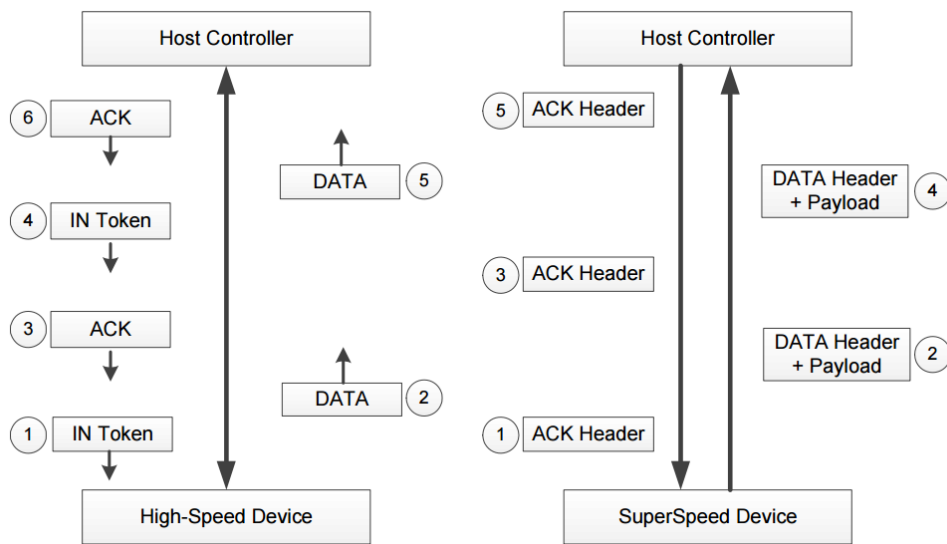 Host Controller
6
ACK
DATA
5
4
IN Token
3
ACK
DATA
2
1
IN Token
High-Speed Device
Host Controller
5
ACK Header
DATA Header
+ Payload
4
3
ACK Header
DATA Header
+ Payload
2
1
ACK Header
SuperSpeed Device